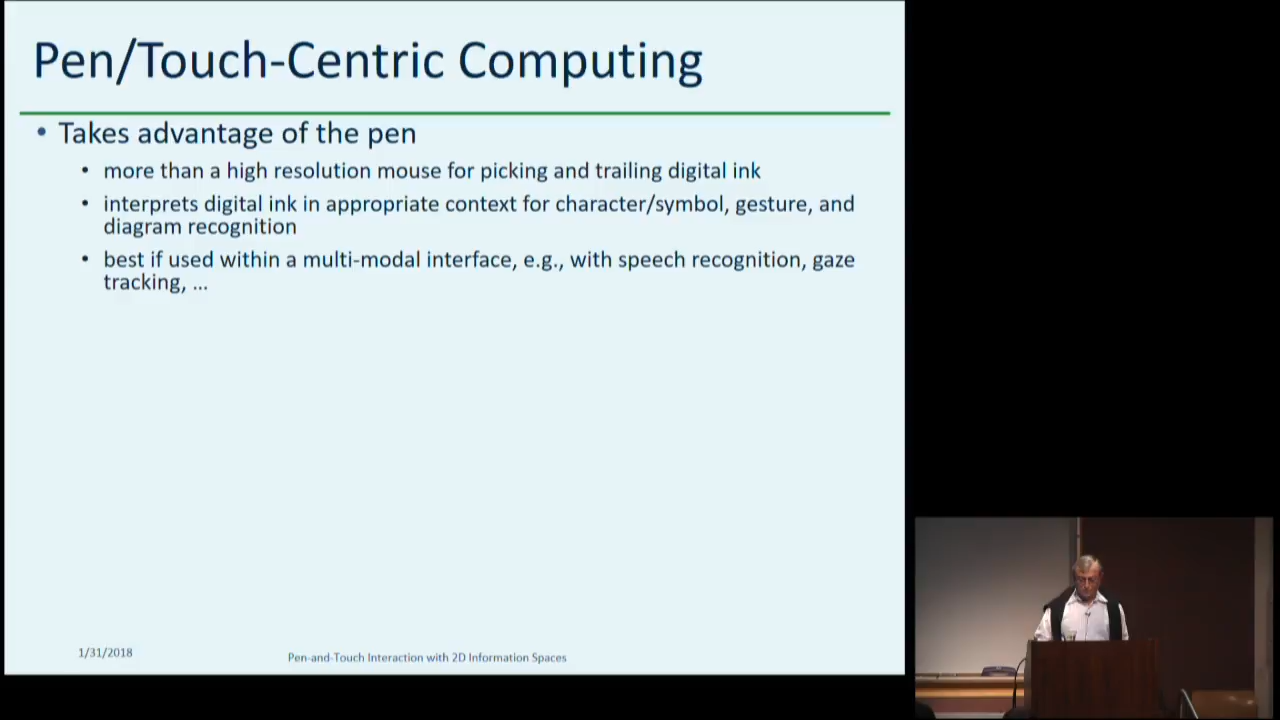 Pen/Touch-Centric Computing
• Takes advantage of the pen
• more than a high resolution mouse for picking and trailing digital ink
• interprets digital ink in appropriate context for character/symbol, gesture, and
diagram recognition
• best if used within a multi-modal interface, e.g., with speech recognition, gaze
tracking, ...
1/31/2018
Pen-and-Touch Interaction with 2D Information Spaces